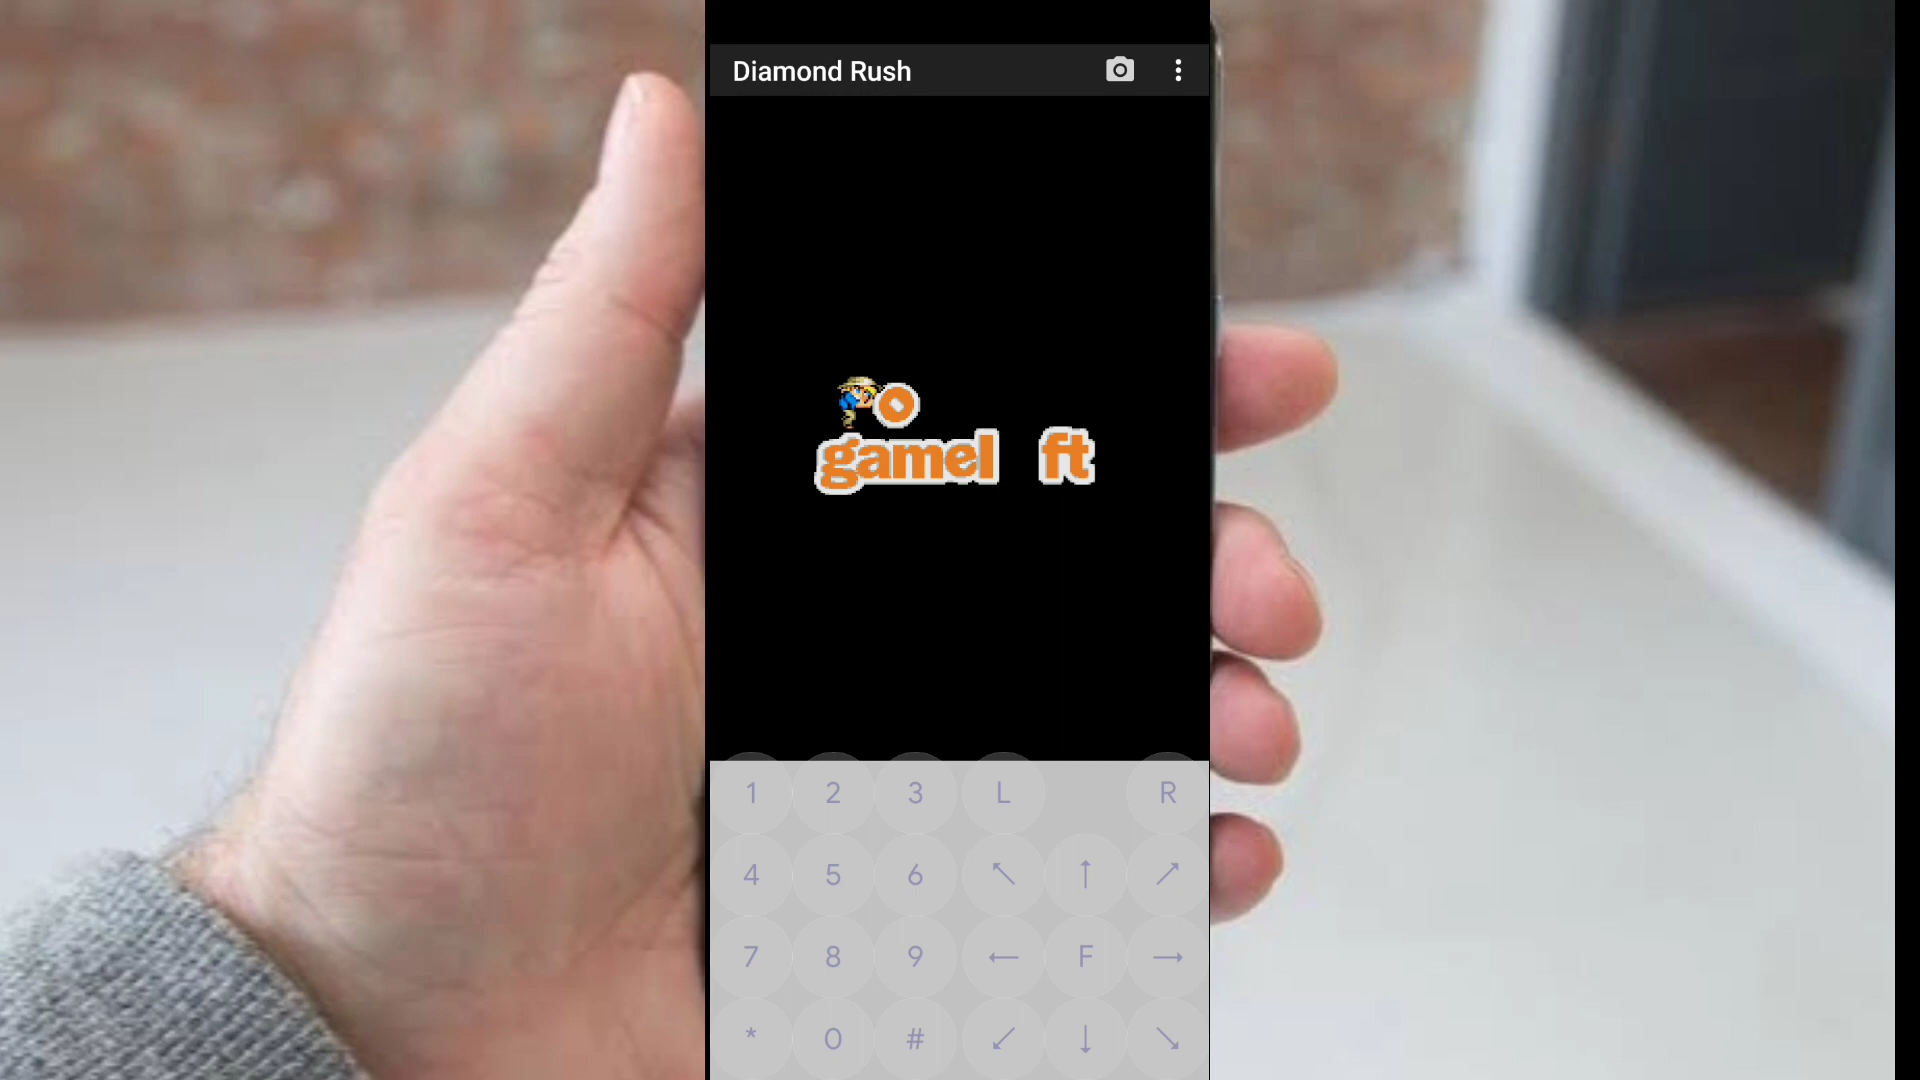 Diamond Rush
o
gamel ft
1 2 3 L R
4 5 6 ↖ ↑ ↗
7 8 9 ← F →
* 0 # ↙ ↓ ↘